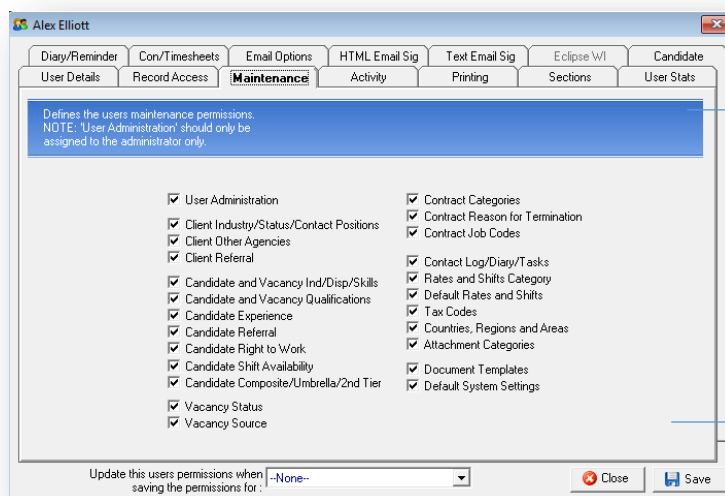 Alex Elliott
Diary/Reminder Con/Timesheets Email Options HTML Email Sig Text Email Sig Eclipse WI Candidate
User Details Record Access Maintenance Activity Printing Sections User Stats
Defines the users maintenance permissions.
NOTE: 'User Administration' should only be
assigned to the administrator only.
User Administration
Client Industry/Status/Contact Positions
Client Other Agencies
Client Referral
Candidate and Vacancy Ind/Disp/Skills
Candidate and Vacancy Qualifications
Candidate Experience
Candidate Referral
Candidate Right to Work
Candidate Shift Availability
Candidate Composite/Umbrella/2nd Tier
Vacancy Status
Vacancy Source
Contract Categories
Contract Reason for Termination
Contract Job Codes
Contact Log/Diary/Tasks
Rates and Shifts Category
Default Rates and Shifts
Tax Codes
Countries, Regions and Areas
Attachment Categories
Document Templates
Default System Settings
Update this users permissions when
saving the permissions for :
--None--
Close
Save